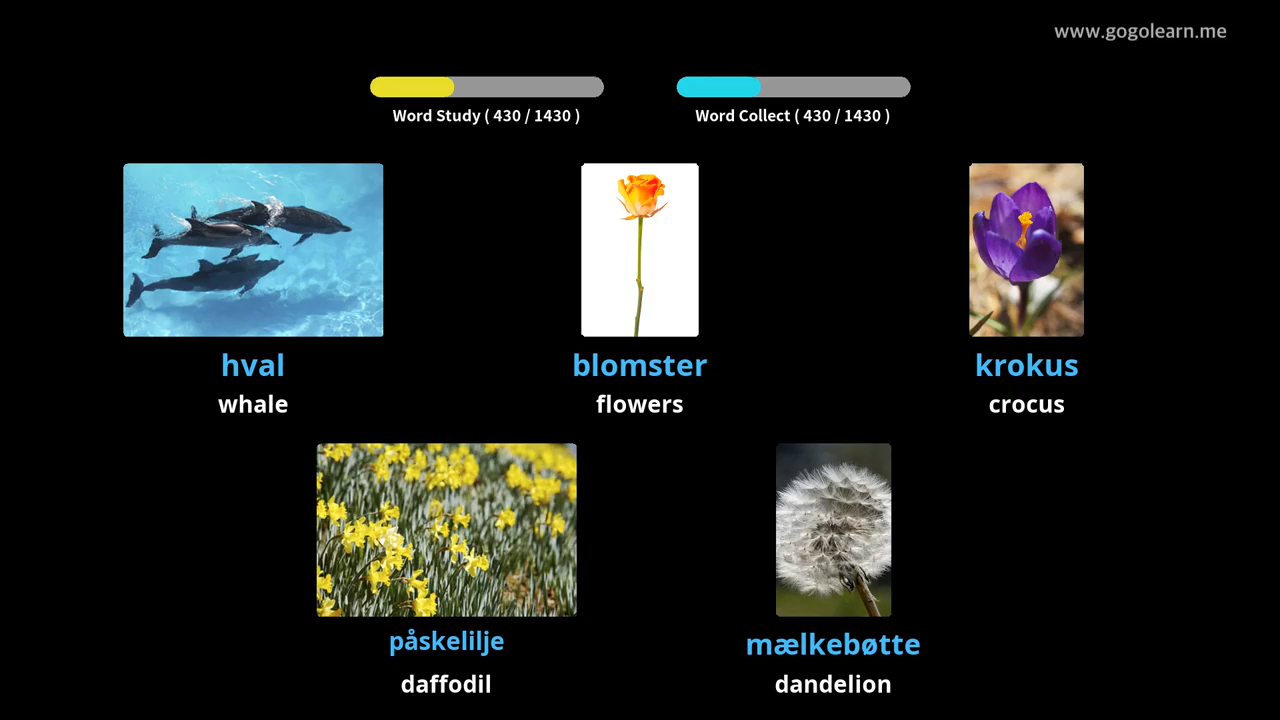 www.gogolearn.me
Word Study ( 430 / 1430 )
Word Collect ( 430 / 1430 )
hval
whale
blomster
flowers
krokus
crocus
påskelilje
daffodil
mælkebøtte
dandelion